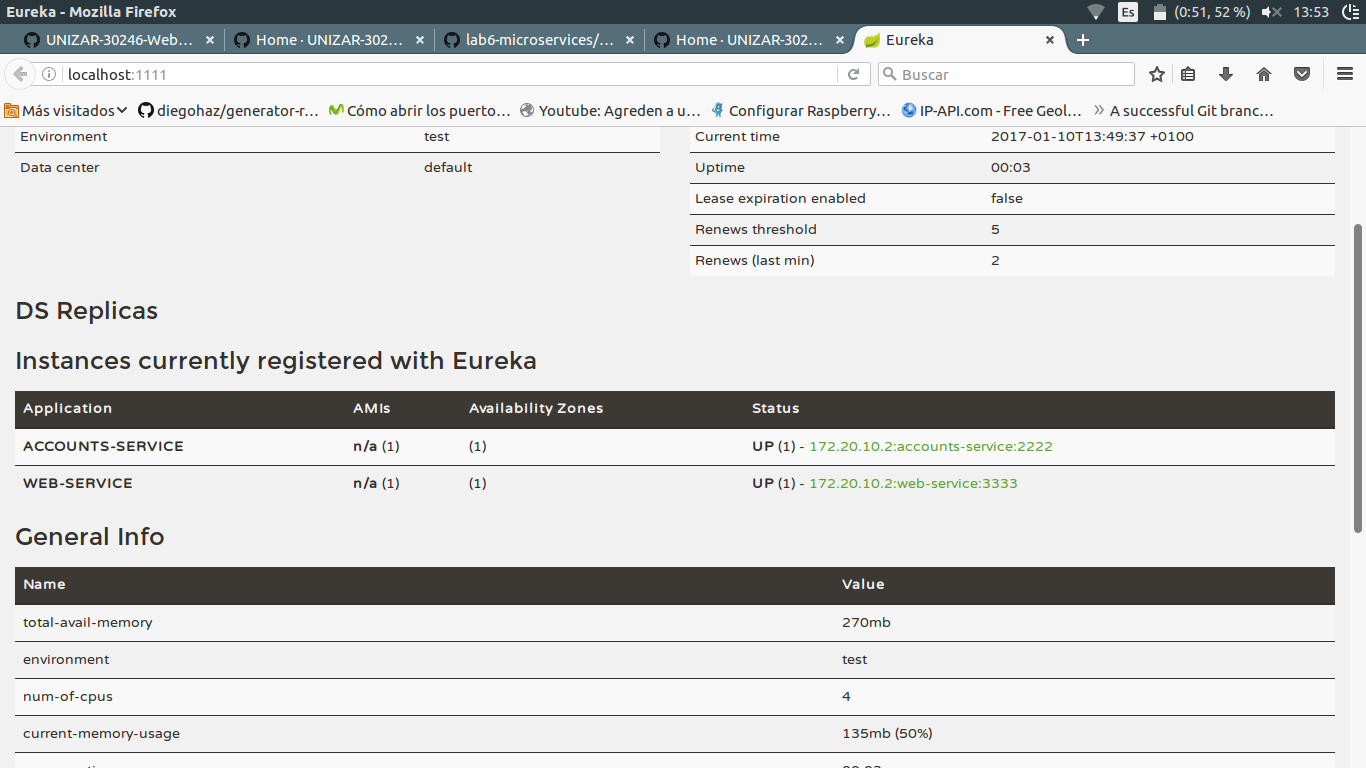 Eureka - Mozilla Firefox
Es
(0:51, 52 %)
13:53
UNIZAR-30246-Web…
Home · UNIZAR-302…
lab6-microservices/…
Home · UNIZAR-302…
Eureka
localhost:1111
Buscar
Más visitados
diegohaz/generator-r…
Cómo abrir los puerto…
Youtube: Agreden a u…
Configurar Raspberry…
IP-API.com - Free Geol…
A successful Git branc…
Environment test
Data center default
Current time 2017-01-10T13:49:37 +0100
Uptime 00:03
Lease expiration enabled false
Renews threshold 5
Renews (last min) 2
DS Replicas
Instances currently registered with Eureka
Application AMIs Availability Zones Status
ACCOUNTS-SERVICE n/a (1) (1) UP (1) - 172.20.10.2:accounts-service:2222
WEB-SERVICE n/a (1) (1) UP (1) - 172.20.10.2:web-service:3333
General Info
Name Value
total-avail-memory 270mb
environment test
num-of-cpus 4
current-memory-usage 135mb (50%)